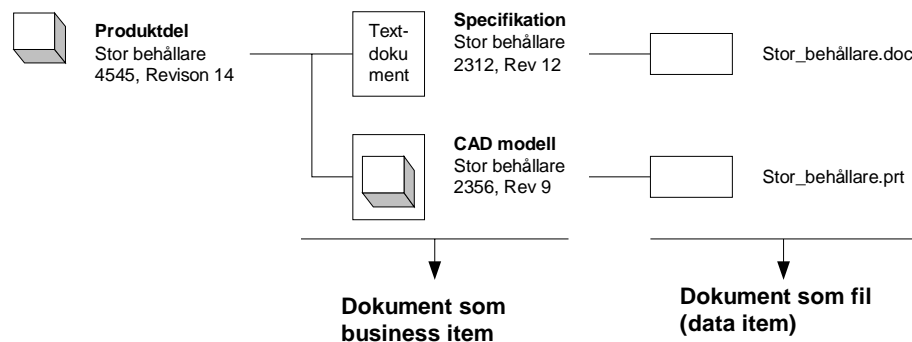 Produktdel
Stor behållare
4545, Revison 14
Text-
doku
ment
Specifikation
Stor behållare
2312, Rev 12
Stor_behållare.doc
CAD modell
Stor behållare
2356, Rev 9
Stor_behållare.prt
Dokument som
business item
Dokument som fil
(data item)